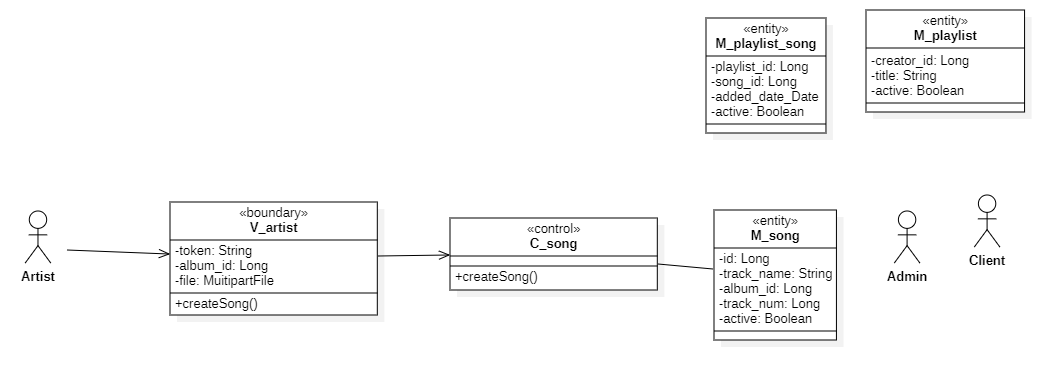 «entity»
M_playlist_song
-playlist_id: Long
-song_id: Long
-added_date_Date
-active: Boolean
«entity»
M_playlist
-creator_id: Long
-title: String
-active: Boolean
Artist
«boundary»
V_artist
-token: String
-album_id: Long
-file: MuitipartFile
+createSong()
«control»
C_song
+createSong()
«entity»
M_song
-id: Long
-track_name: String
-album_id: Long
-track_num: Long
-active: Boolean
Admin
Client